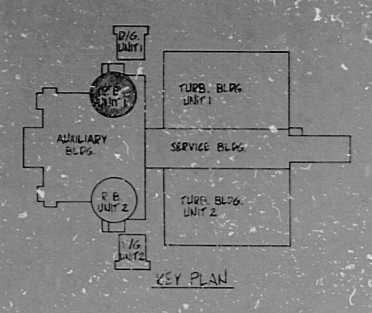 D/G.
UNIT 1
R.B.
UNIT 1
TURB. BLDG.
UNIT 1
AUXILIARY
BLDG.
SERVICE BLDG.
R.B.
UNIT 2
TURB. BLDG.
UNIT 2
/G
UNIT 2
KEY PLAN